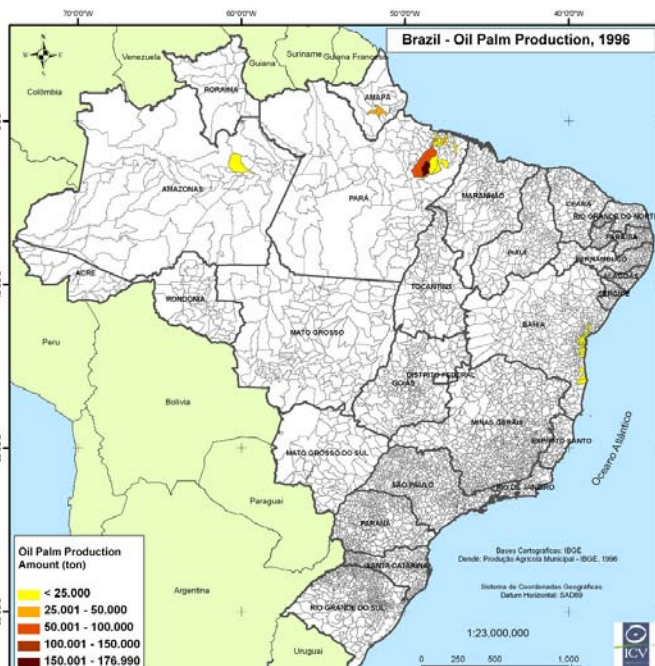 70°0'0"W
60°0'0"W
50°0'0"W
40°0'0"W
Brazil - Oil Palm Production, 1996
N
Venezuela
Suriname
Guiana Francesa
Guiana
Colômbia
RORAIMA
AMAPÁ
AMAZONAS
PARÁ
MARANHÃO
CEARÁ
RIO GRANDE DO NORTE
PARAÍBA
PIAUÍ
PERNAMBUCO
ALAGOAS
SERGIPE
ACRE
RONDÔNIA
TOCANTINS
BAHIA
Peru
MATO GROSSO
DISTRITO FEDERAL
GOIÁS
Bolívia
MINAS GERAIS
ESPÍRITO SANTO
MATO GROSSO DO SUL
Oceano Atlântico
SÃO PAULO
RIO DE JANEIRO
Paraguai
PARANÁ
SANTA CATARINA
Argentina
RIO GRANDE DO SUL
Uruguai
Oil Palm Production
Amount (ton)
< 25.000
25.001 - 50.000
50.001 - 100.000
100.001 - 150.000
150.001 - 176.990
Bases Cartográficas: IBGE
Dendê: Produção Agrícola Municipal - IBGE, 1996
Sistema de Coordenadas Geográficas
Datum Horizontal: SAD69
1:23,000,000
0 250 500 1,000
ICV